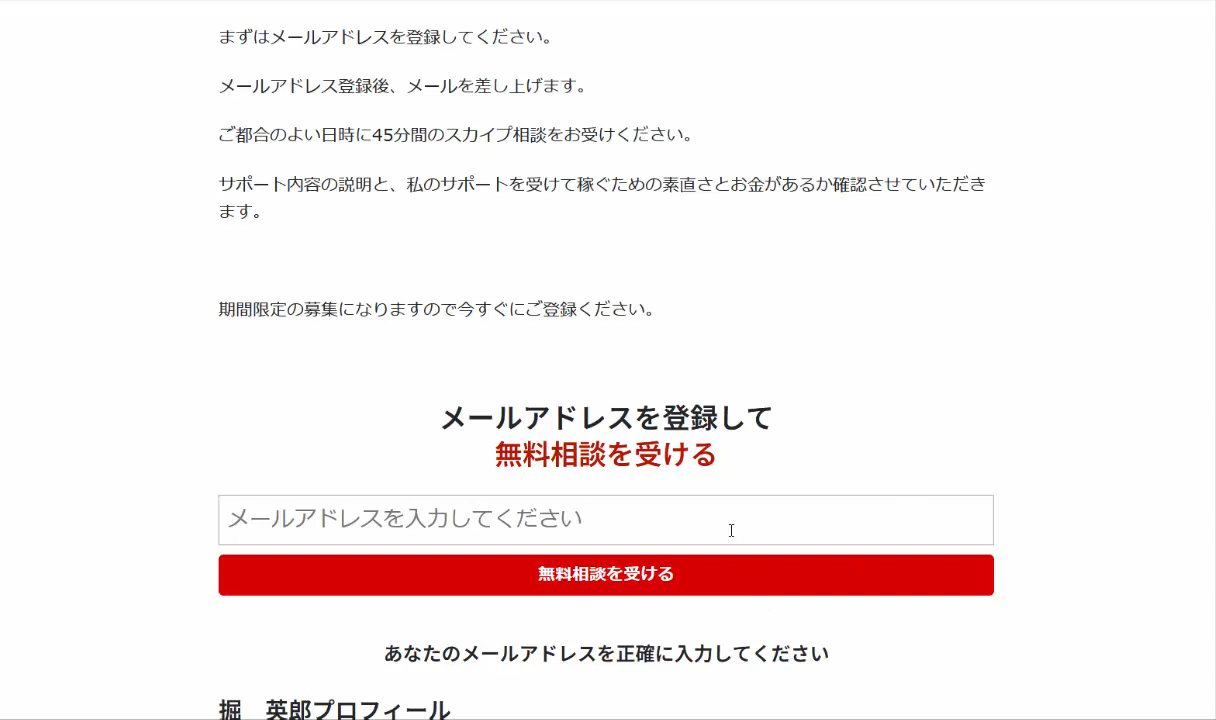 まずはメールアドレスを登録してください。
メールアドレス登録後、メールを差し上げます。
ご都合のよい日時に45分間のスカイプ相談をお受けください。
サポート内容の説明と、私のサポートを受けて稼ぐための素直さとお金があるか確認させていただき
ます。
期間限定の募集になりますので今すぐにご登録ください。
メールアドレスを登録して
無料相談を受ける
メールアドレスを入力してください
無料相談を受ける
あなたのメールアドレスを正確に入力してください
掘　英郎プロフィール